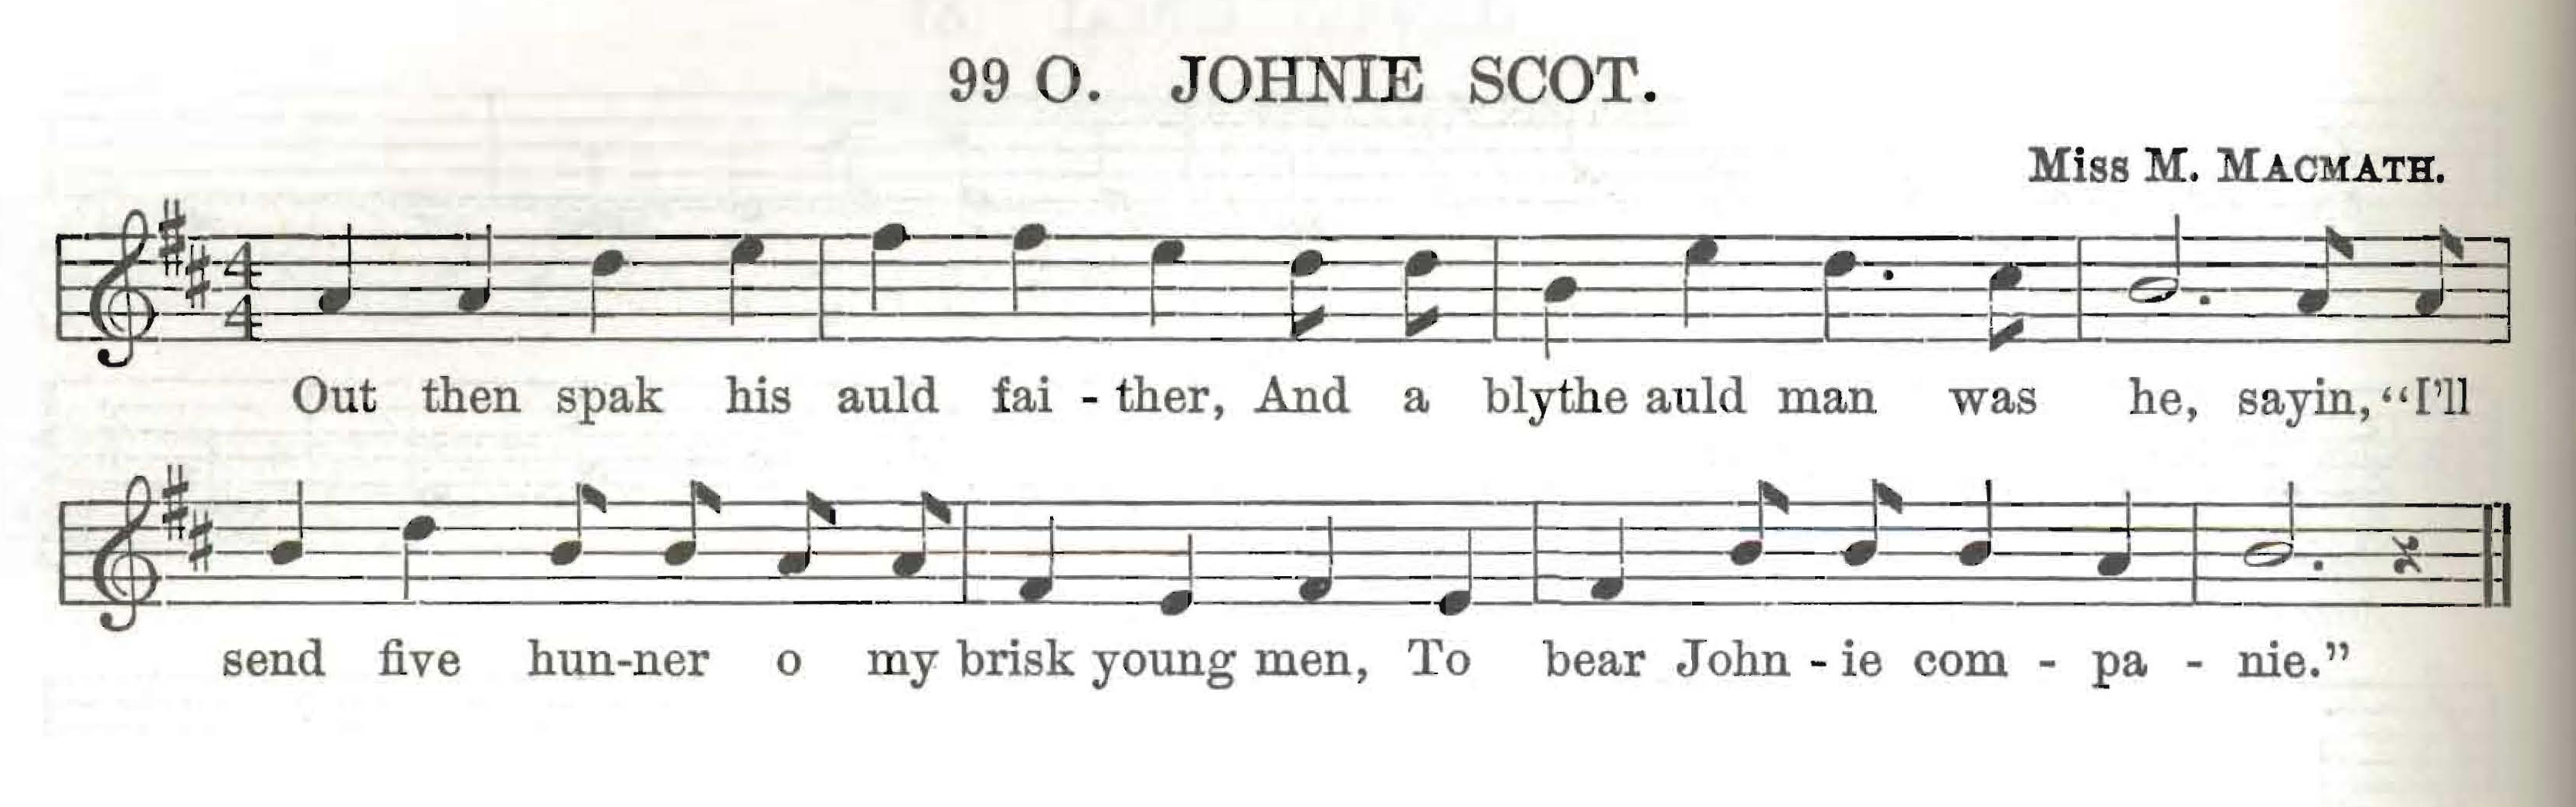 99 O. JOHNIE SCOT.
Miss M. MACMATH.
4
4
Out then spak his auld fai - ther, And a blythe auld man was he, sayin, “I’ll
send five hun-ner o my brisk young men, To bear John - ie com - pa - nie.”